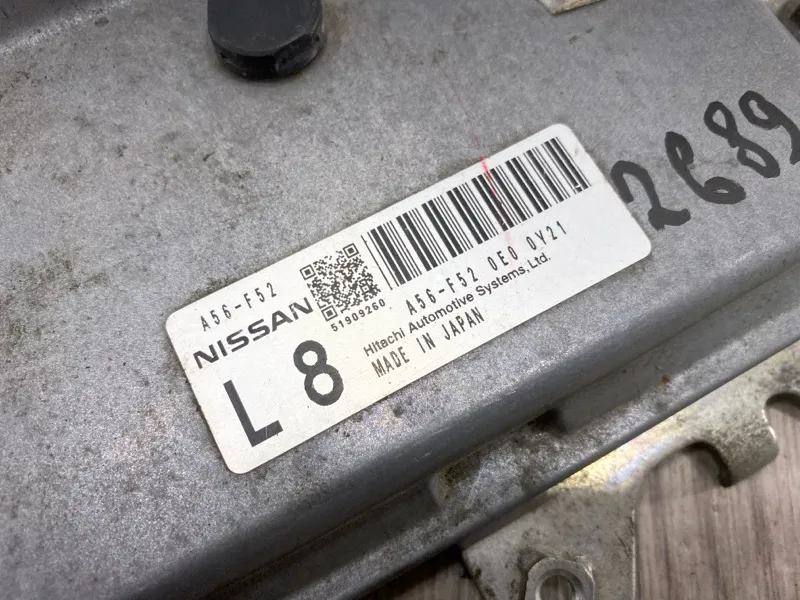 A56-F52
NISSAN
L 8
51909260
A56-F52 0E0 0Y21
Hitachi Automotive Systems, Ltd.
MADE IN JAPAN
2689